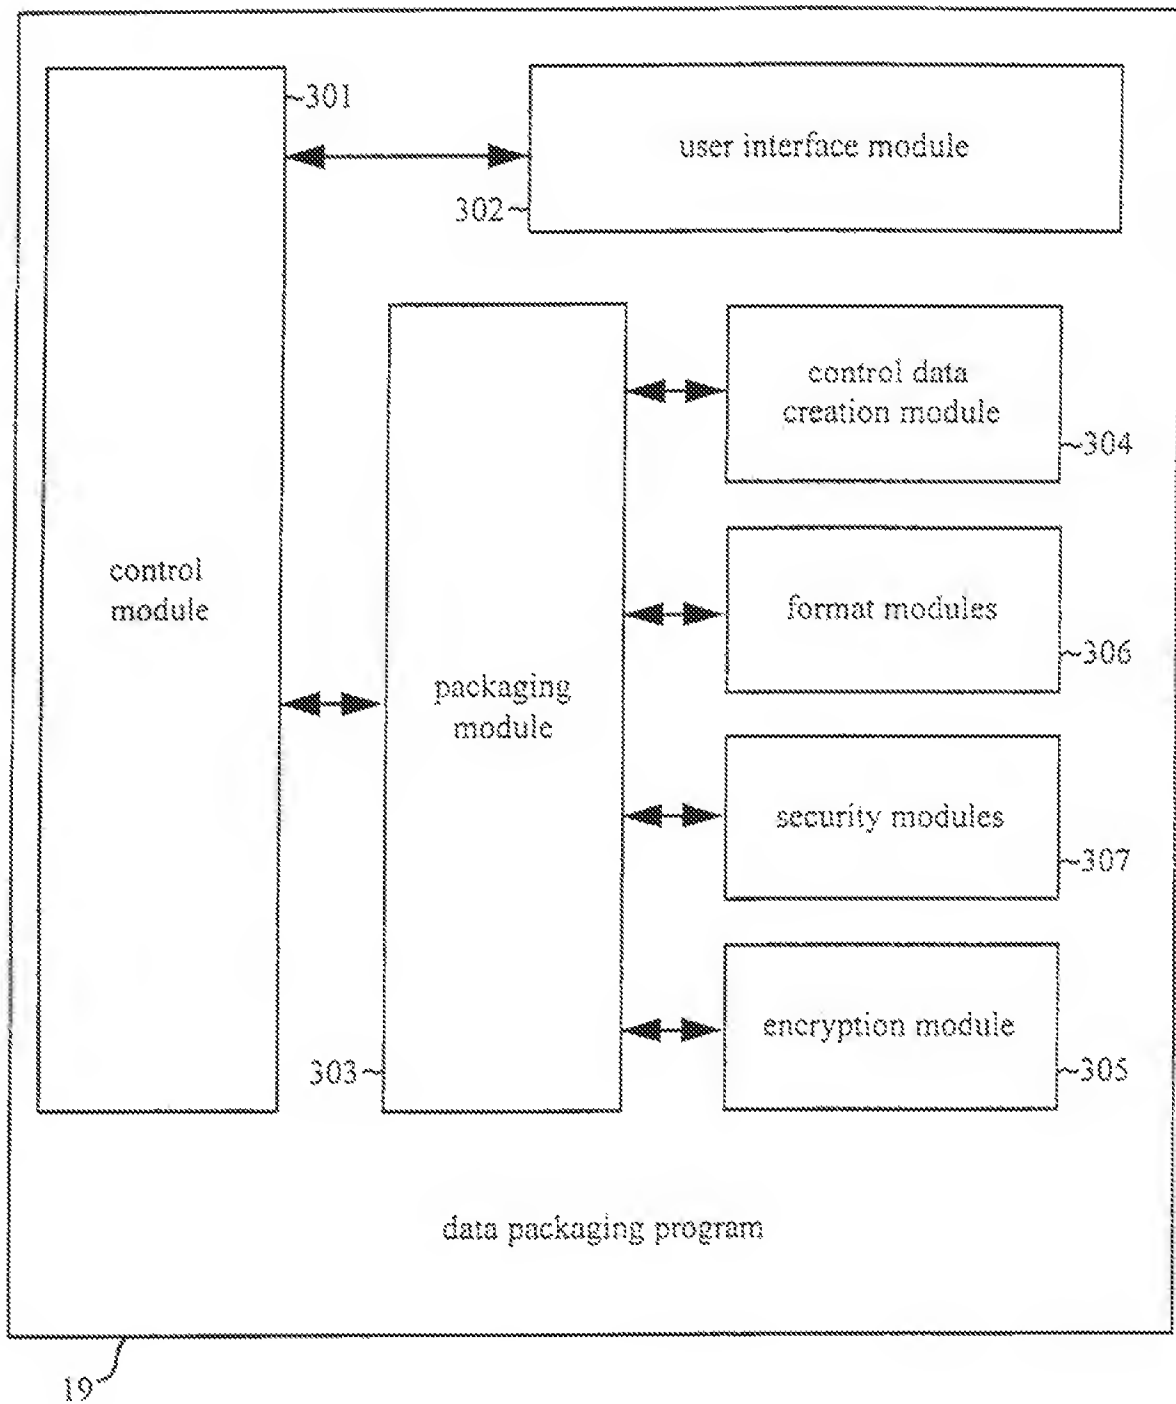 301
user interface module
302
control data
creation module
304
control
module
format modules
306
packaging
module
security modules
307
encryption module
303
305
data packaging program
19